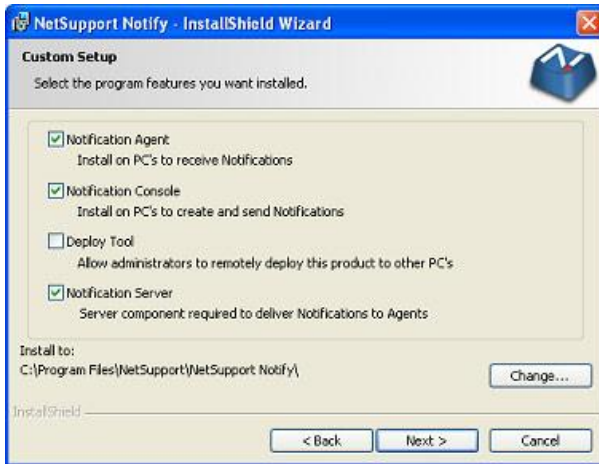 NetSupport Notify - InstallShield Wizard
Custom Setup
Select the program features you want installed.
Notification Agent
Install on PC's to receive Notifications
Notification Console
Install on PC's to create and send Notifications
Deploy Tool
Allow administrators to remotely deploy this product to other PC's
Notification Server
Server component required to deliver Notifications to Agents
Install to:
C:\Program Files\NetSupport\NetSupport Notify\
Change...
InstallShield
< Back Next > Cancel